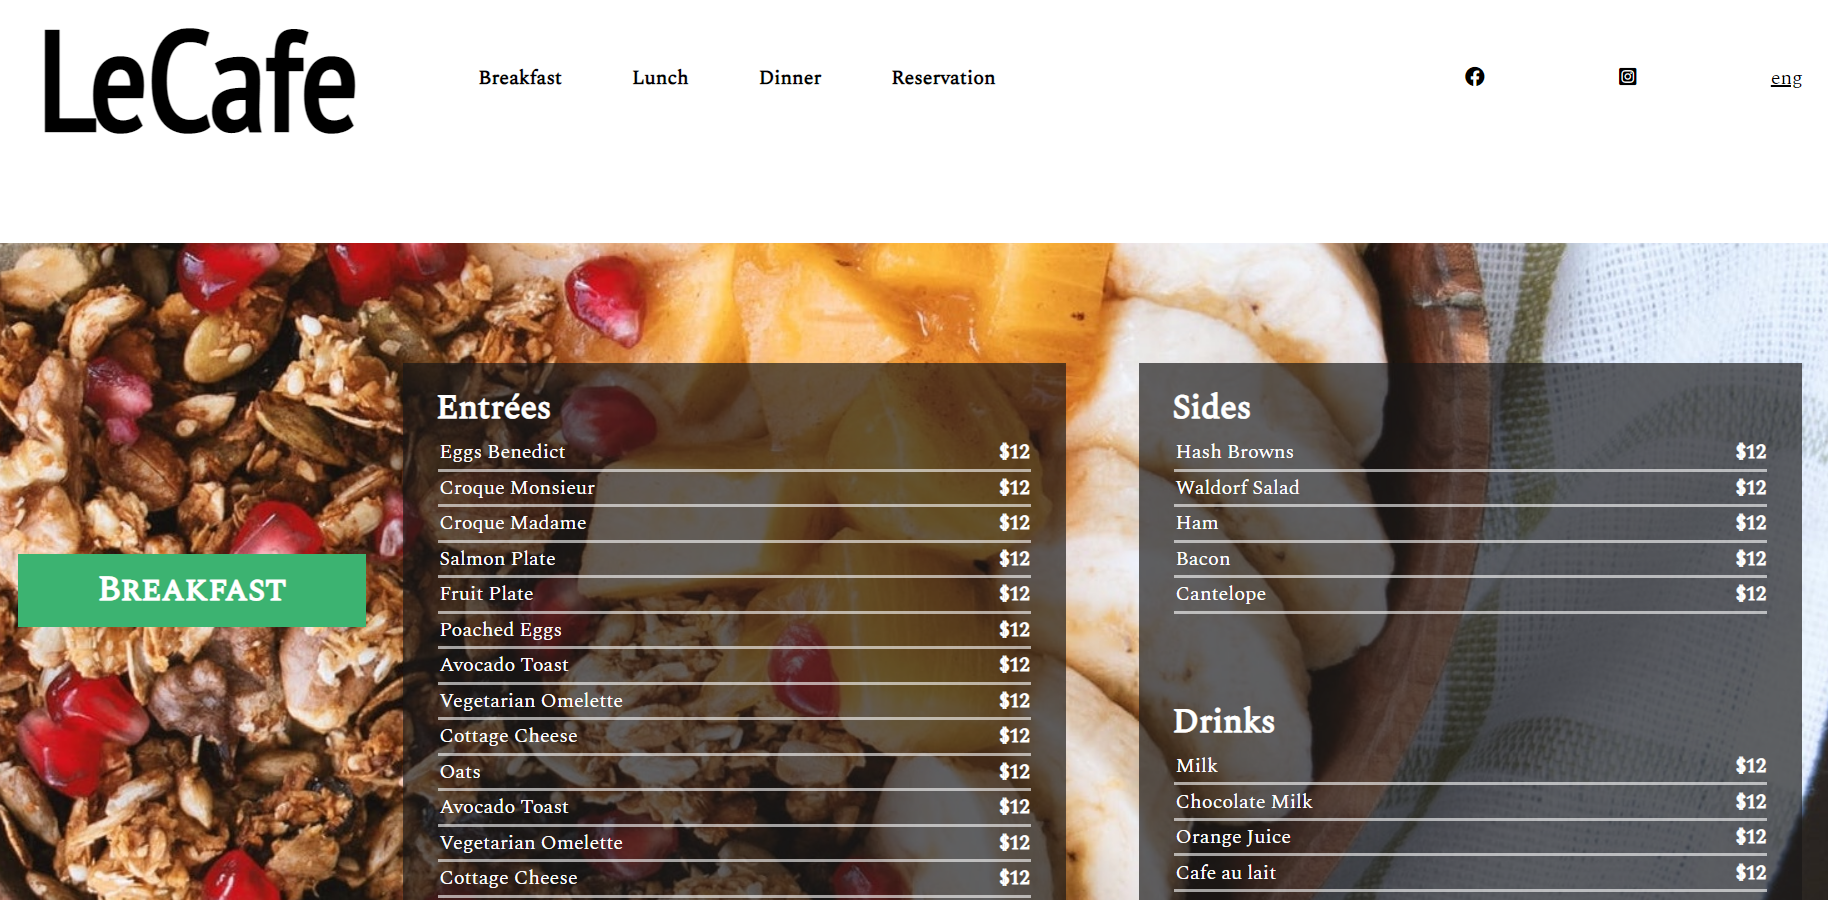 LeCafe
Breakfast Lunch Dinner Reservation eng
BREAKFAST
Entrées
Eggs Benedict $12
Croque Monsieur $12
Croque Madame $12
Salmon Plate $12
Fruit Plate $12
Poached Eggs $12
Avocado Toast $12
Vegetarian Omelette $12
Cottage Cheese $12
Oats $12
Avocado Toast $12
Vegetarian Omelette $12
Cottage Cheese $12
Sides
Hash Browns $12
Waldorf Salad $12
Ham $12
Bacon $12
Cantelope $12
Drinks
Milk $12
Chocolate Milk $12
Orange Juice $12
Cafe au lait $12